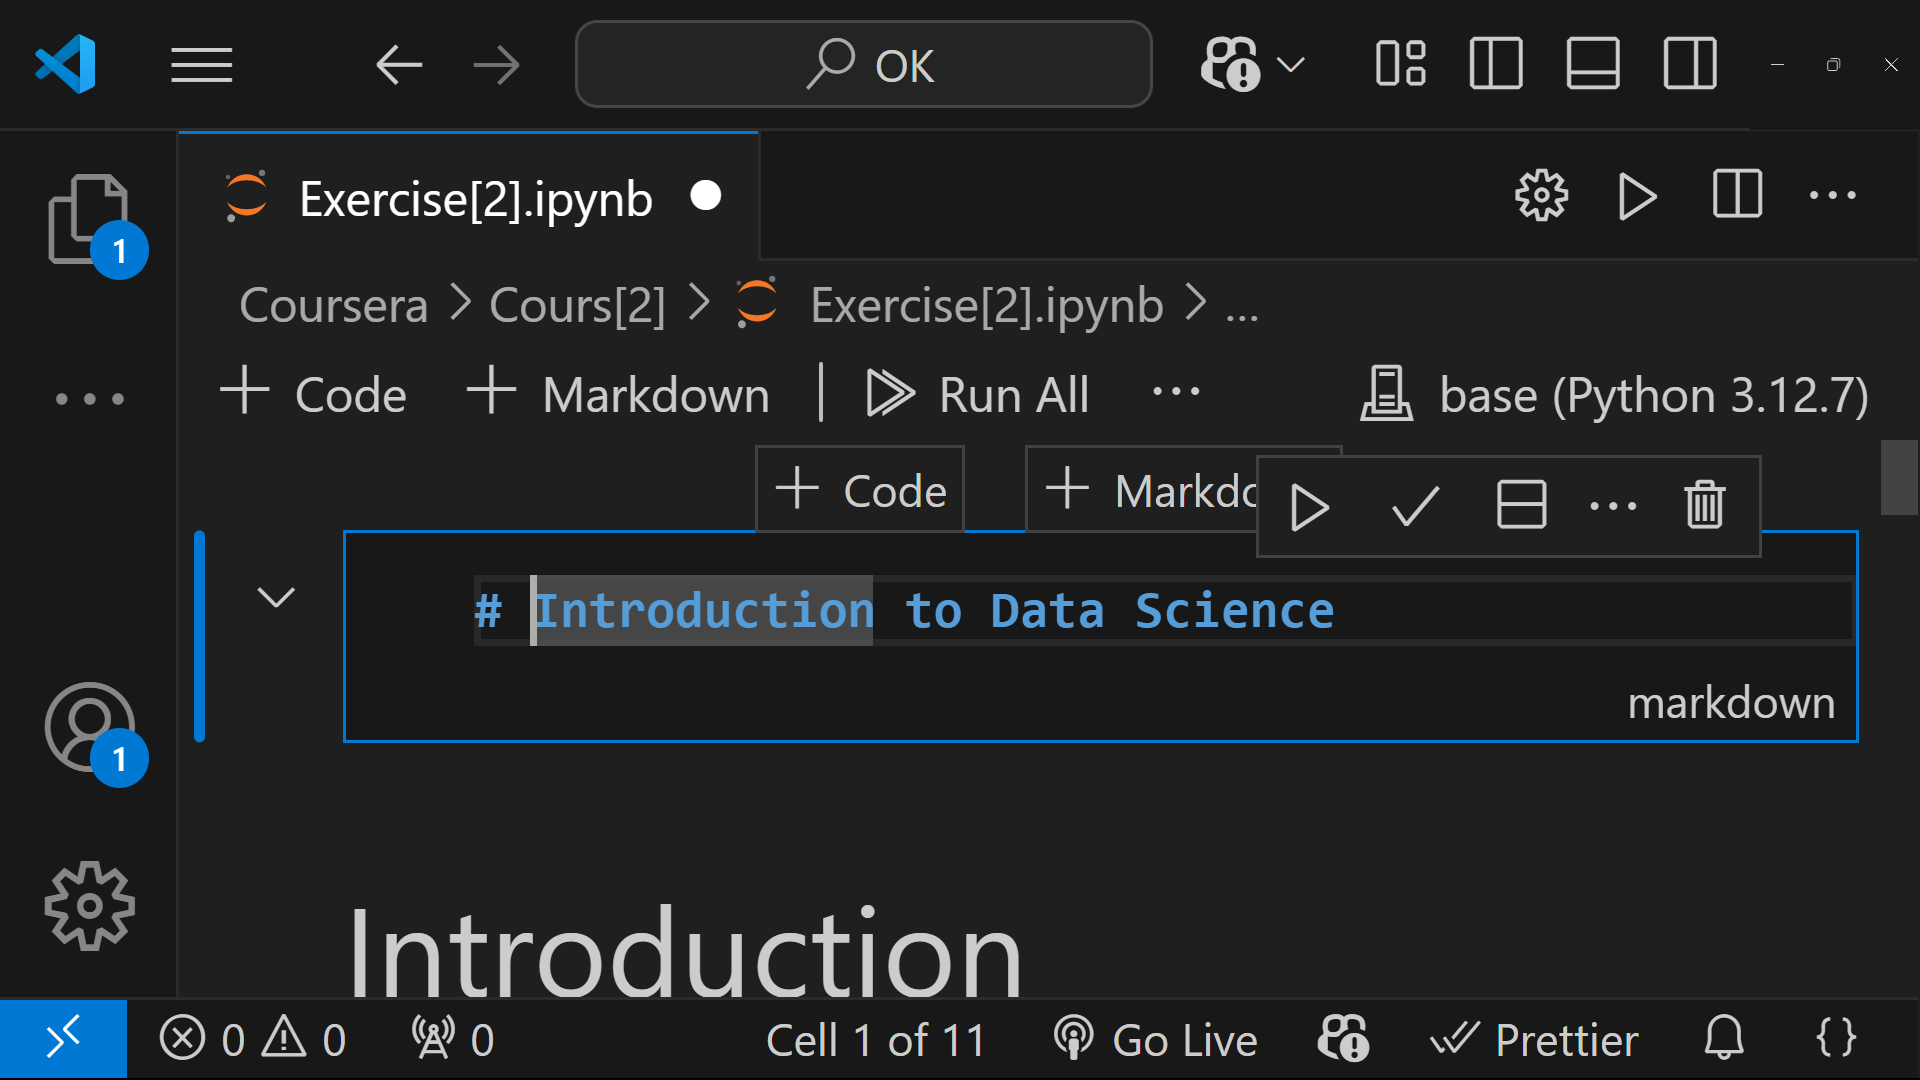 OK
Exercise[2].ipynb
1
Coursera > Cours[2] > Exercise[2].ipynb > ...
+ Code + Markdown | Run All ... base (Python 3.12.7)
+ Code + Markdo
# Introduction to Data Science
markdown
1
Introduction
0 0 0 Cell 1 of 11 Go Live Prettier {}